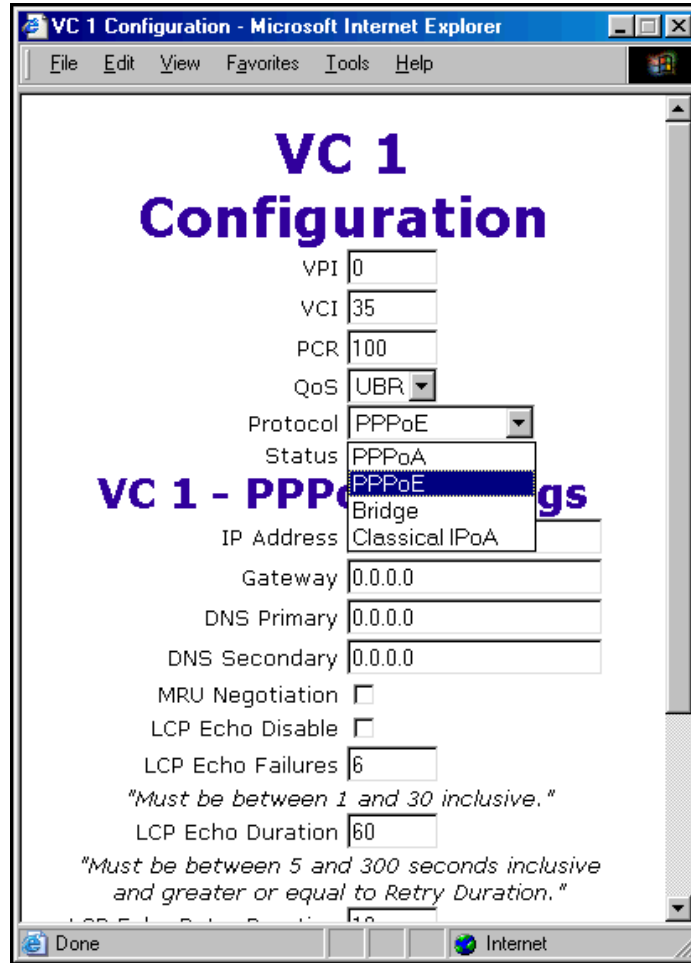 VC 1 Configuration - Microsoft Internet Explorer
File Edit View Favorites Tools Help
VC 1
Configuration
VPI 0
VCI 35
PCR 100
QoS UBR
Protocol PPPoE
Status PPPoA
PPPoE
VC 1 - gs
Bridge
IP Address Classical IPoA
Gateway 0.0.0.0
DNS Primary 0.0.0.0
DNS Secondary 0.0.0.0
MRU Negotiation
LCP Echo Disable
LCP Echo Failures 6
"Must be between 1 and 30 inclusive."
LCP Echo Duration 60
"Must be between 5 and 300 seconds inclusive
and greater or equal to Retry Duration."
Done Internet